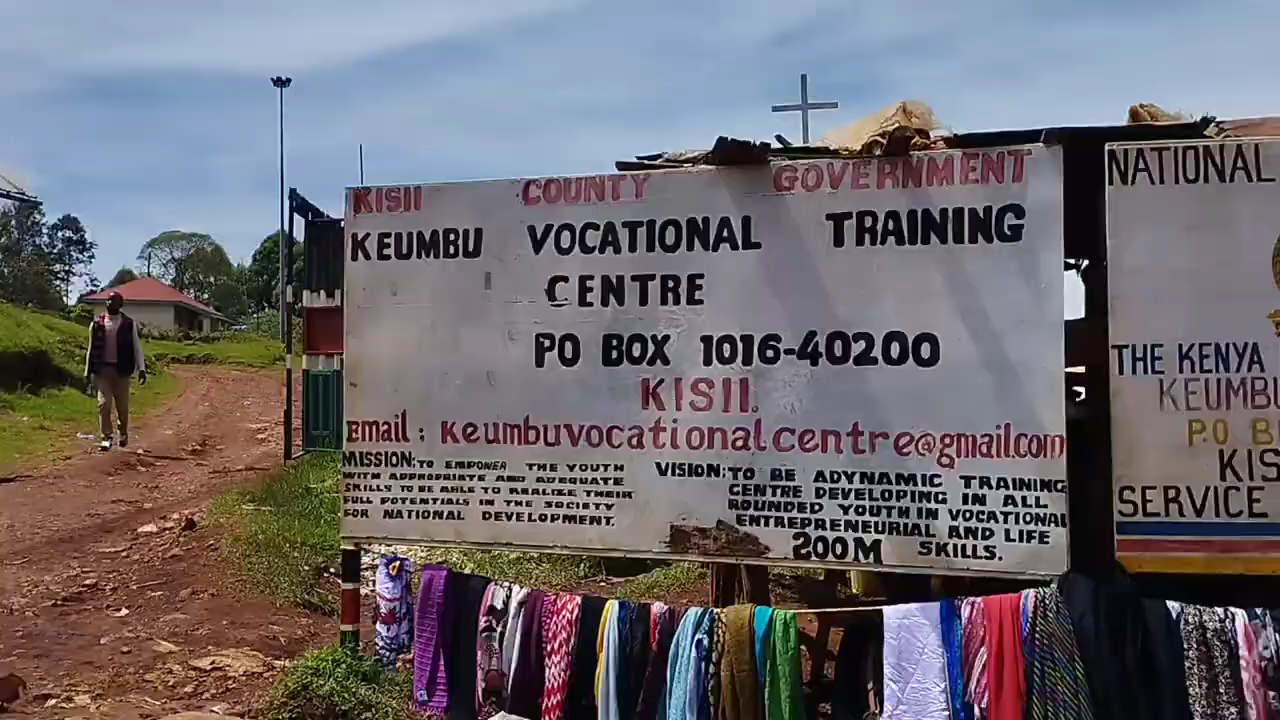 KISII COUNTY GOVERNMENT
KEUMBU VOCATIONAL TRAINING
CENTRE
PO BOX 1016-40200
KISII.
Email : Keumbuvocationalcentre@gmail.com
MISSION: TO EMPOWER THE YOUTH
WITH APPROPRIATE AND ADEQUATE
SKILLS TO BE ABLE TO REALIZE THEIR
FULL POTENTIALS IN THE SOCIETY
FOR NATIONAL DEVELOPMENT.
VISION: TO BE ADYNAMIC TRAINING
CENTRE DEVELOPING IN ALL
ROUNDED YOUTH IN VOCATIONAL
ENTREPRENEURIAL AND LIFE
200M SKILLS.
NATIONAL
THE KENYA
KEUMBU
P.O. B
KIS
SERVICE